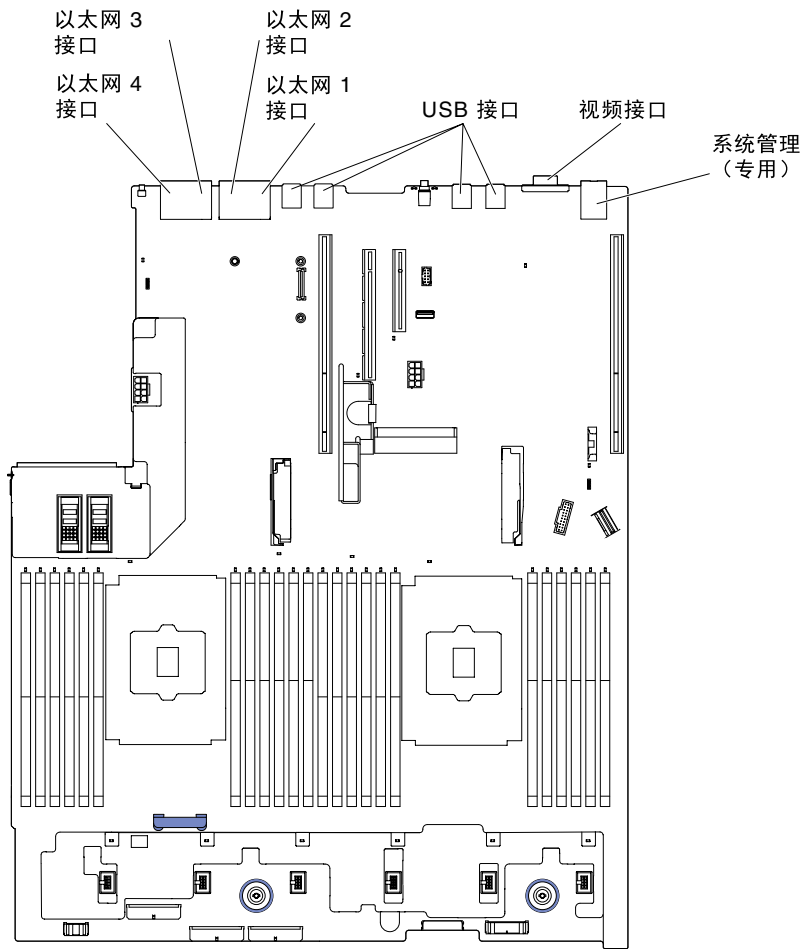 以太网 3
接口
以太网 2
接口
以太网 4
接口
以太网 1
接口
USB 接口
视频接口
系统管理
（专用）